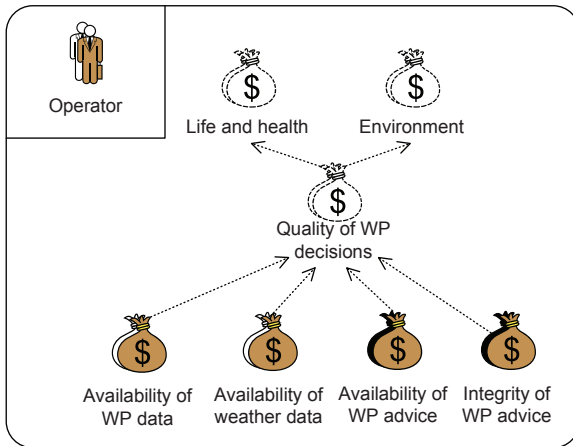 Operator
$ $
Life and health Environment
$
Quality of WP
decisions
$ $ $ $
Availability of Availability of Availability of Integrity of
WP data weather data WP advice WP advice